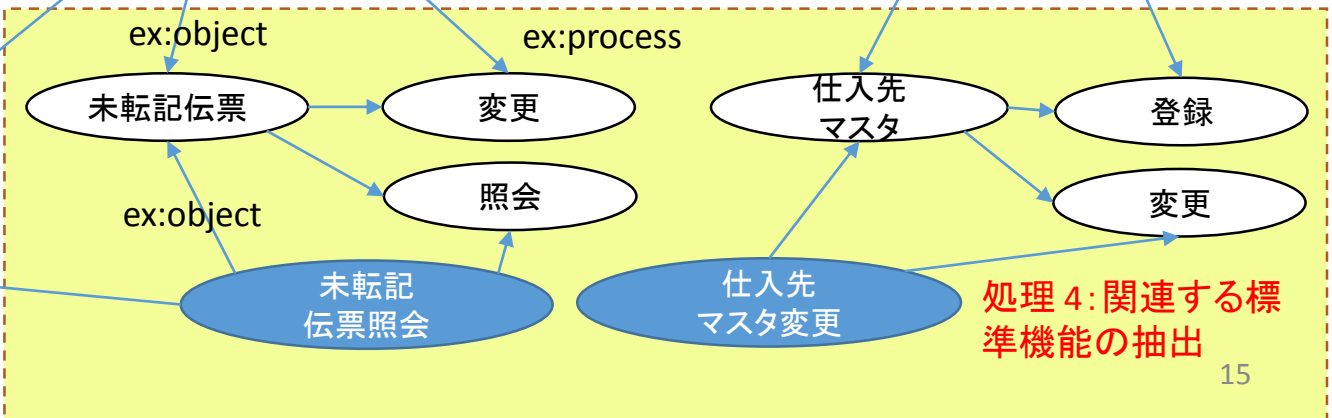 ex:object
ex:process
未転記伝票
変更
仕入先
マスタ
登録
照会
変更
ex:object
未転記
伝票照会
仕入先
マスタ変更
処理 4:関連する標
準機能の抽出
15